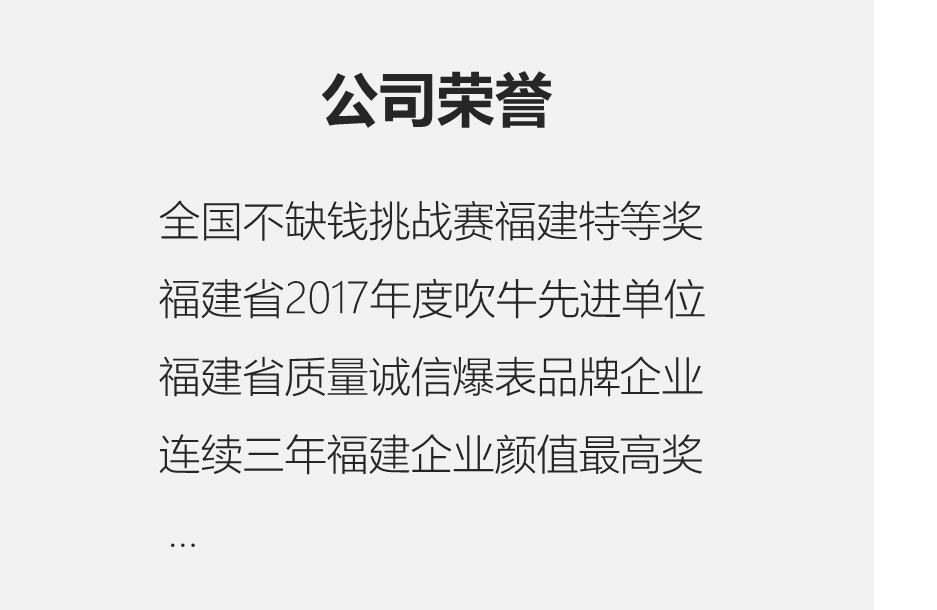 公司荣誉
全国不缺钱挑战赛福建特等奖
福建省2017年度吹牛先进单位
福建省质量诚信爆表品牌企业
连续三年福建企业颜值最高奖
...